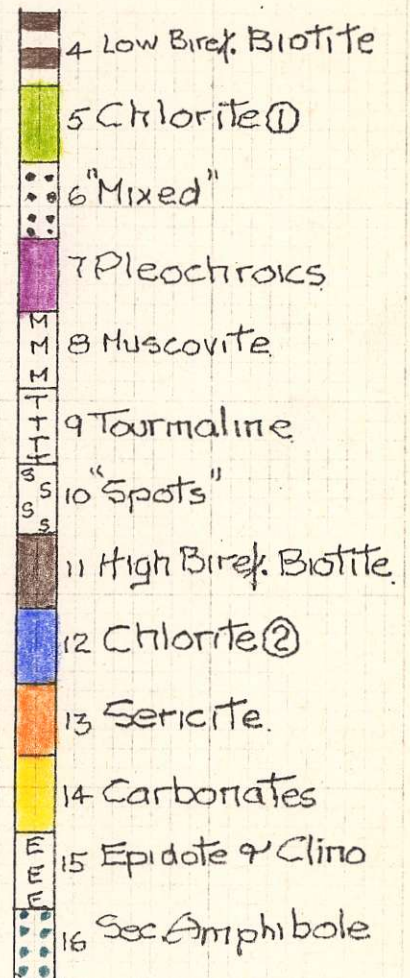 4 Low Biref. Biotite
5 Chlorite ①
6 "Mixed"
7 Pleochroics
M
M
M
8 Muscovite
T
T
T
T
9 Tourmaline
S
S
S
S
10 "Spots"
11 High Biref. Biotite.
12 Chlorite ②
13 Sericite.
14 Carbonates
E
E
E
15 Epidote & Clino
16 Sec. Amphibole